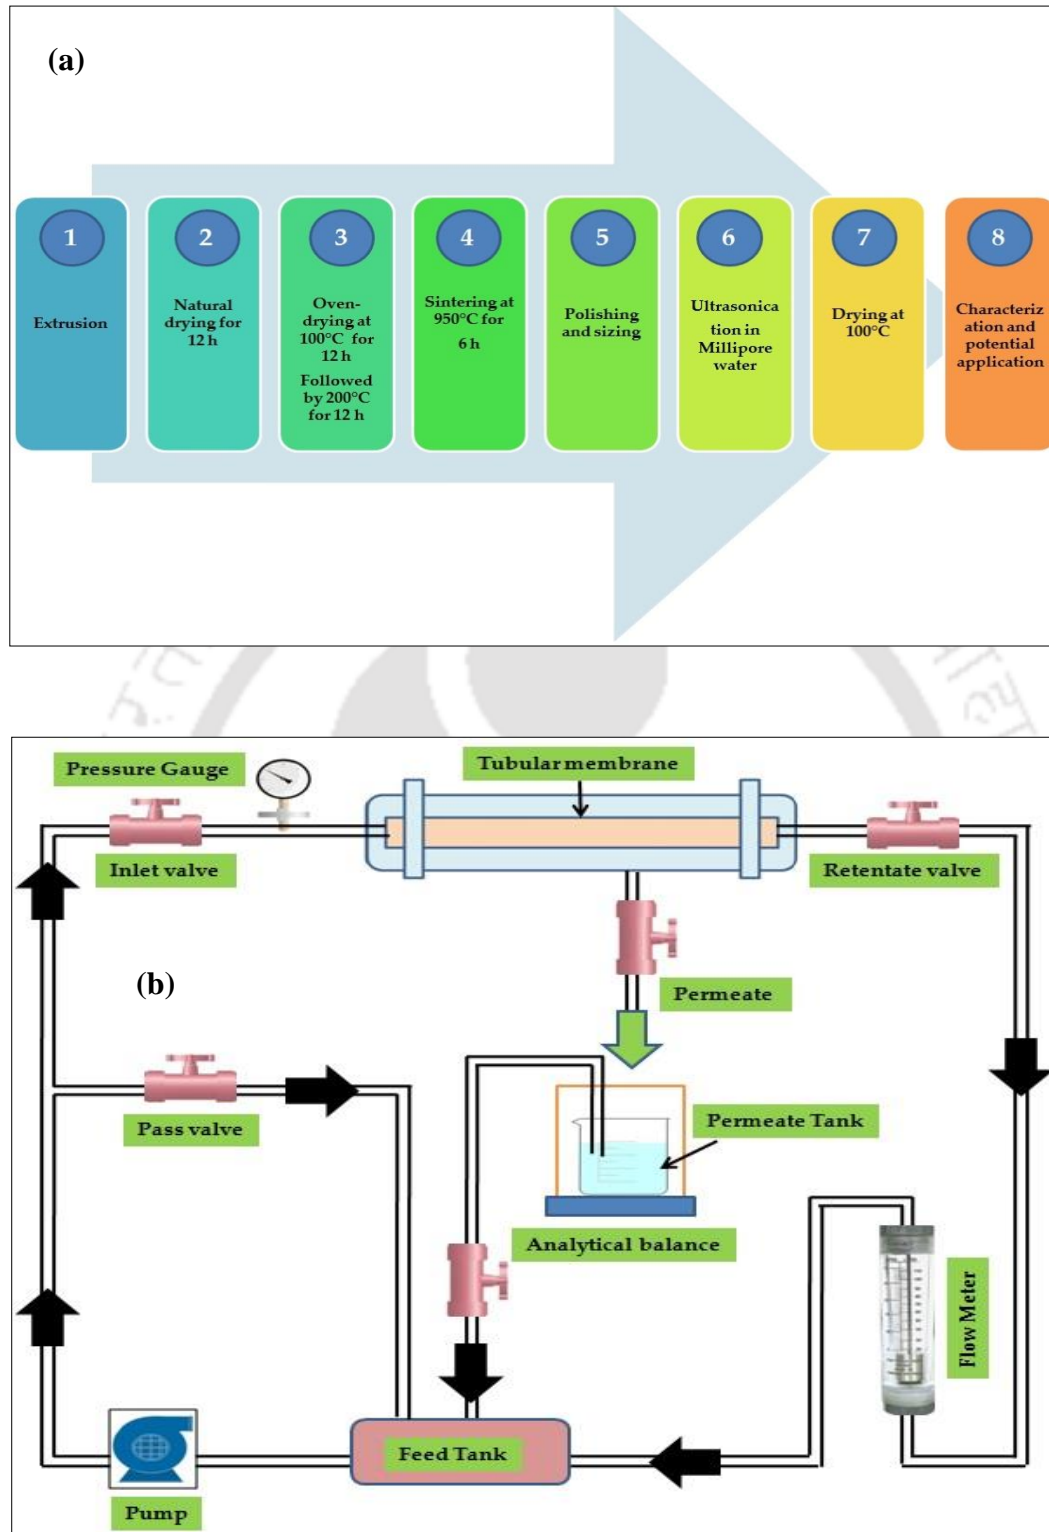 (a)
1
Extrusion
2
Natural
drying for
12 h
3
Oven-
drying at
100°C for
12 h
Followed
by 200°C
for 12 h
4
Sintering at
950°C for
6 h
5
Polishing
and sizing
6
Ultrasonica
tion in
Millipore
water
7
Drying at
100°C
8
Characteriz
ation and
potential
application
Pressure Gauge
Tubular membrane
Inlet valve
Retentate valve
(b)
Permeate
Pass valve
Permeate Tank
Analytical balance
Flow Meter
Feed Tank
Pump